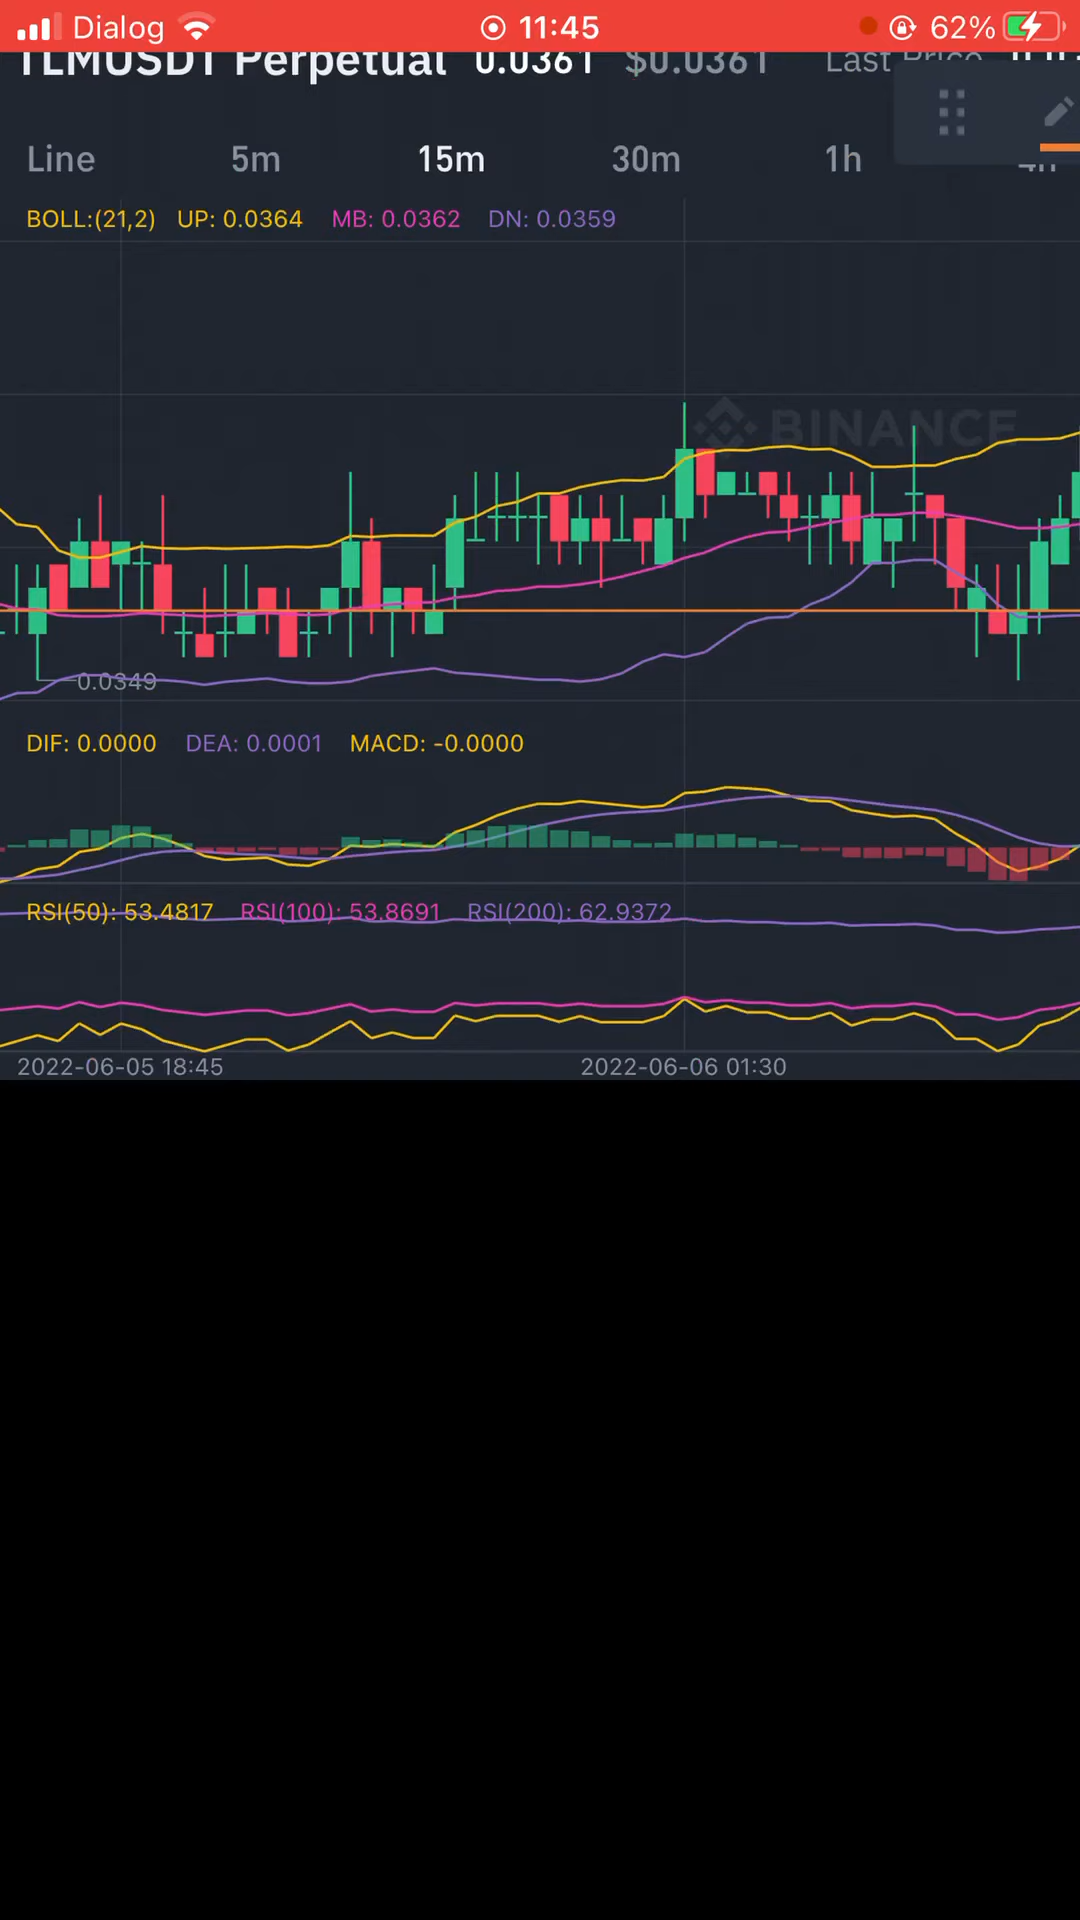 Dialog 11:45 62%
TLMUSDT Perpetual 0.0361 $0.0361 Last Price
Line 5m 15m 30m 1h 4h
BOLL:(21,2) UP: 0.0364 MB: 0.0362 DN: 0.0359
BINANCE
0.0349
DIF: 0.0000 DEA: 0.0001 MACD: -0.0000
RSI(50): 53.4817 RSI(100): 53.8691 RSI(200): 62.9372
2022-06-05 18:45 2022-06-06 01:30